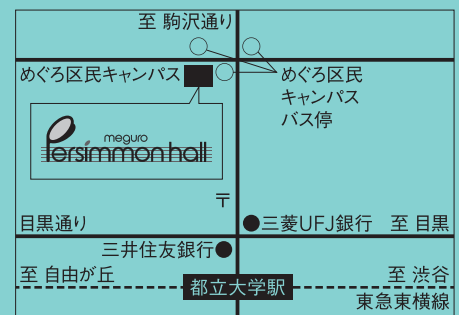 至 駒沢通り
めぐろ区民キャンパス
めぐろ区民
キャンパス
バス停
meguro
Persimmon hall
〒
目黒通り
三菱UFJ銀行
至 目黒
三井住友銀行
至 自由が丘
都立大学駅
至 渋谷
東急東横線